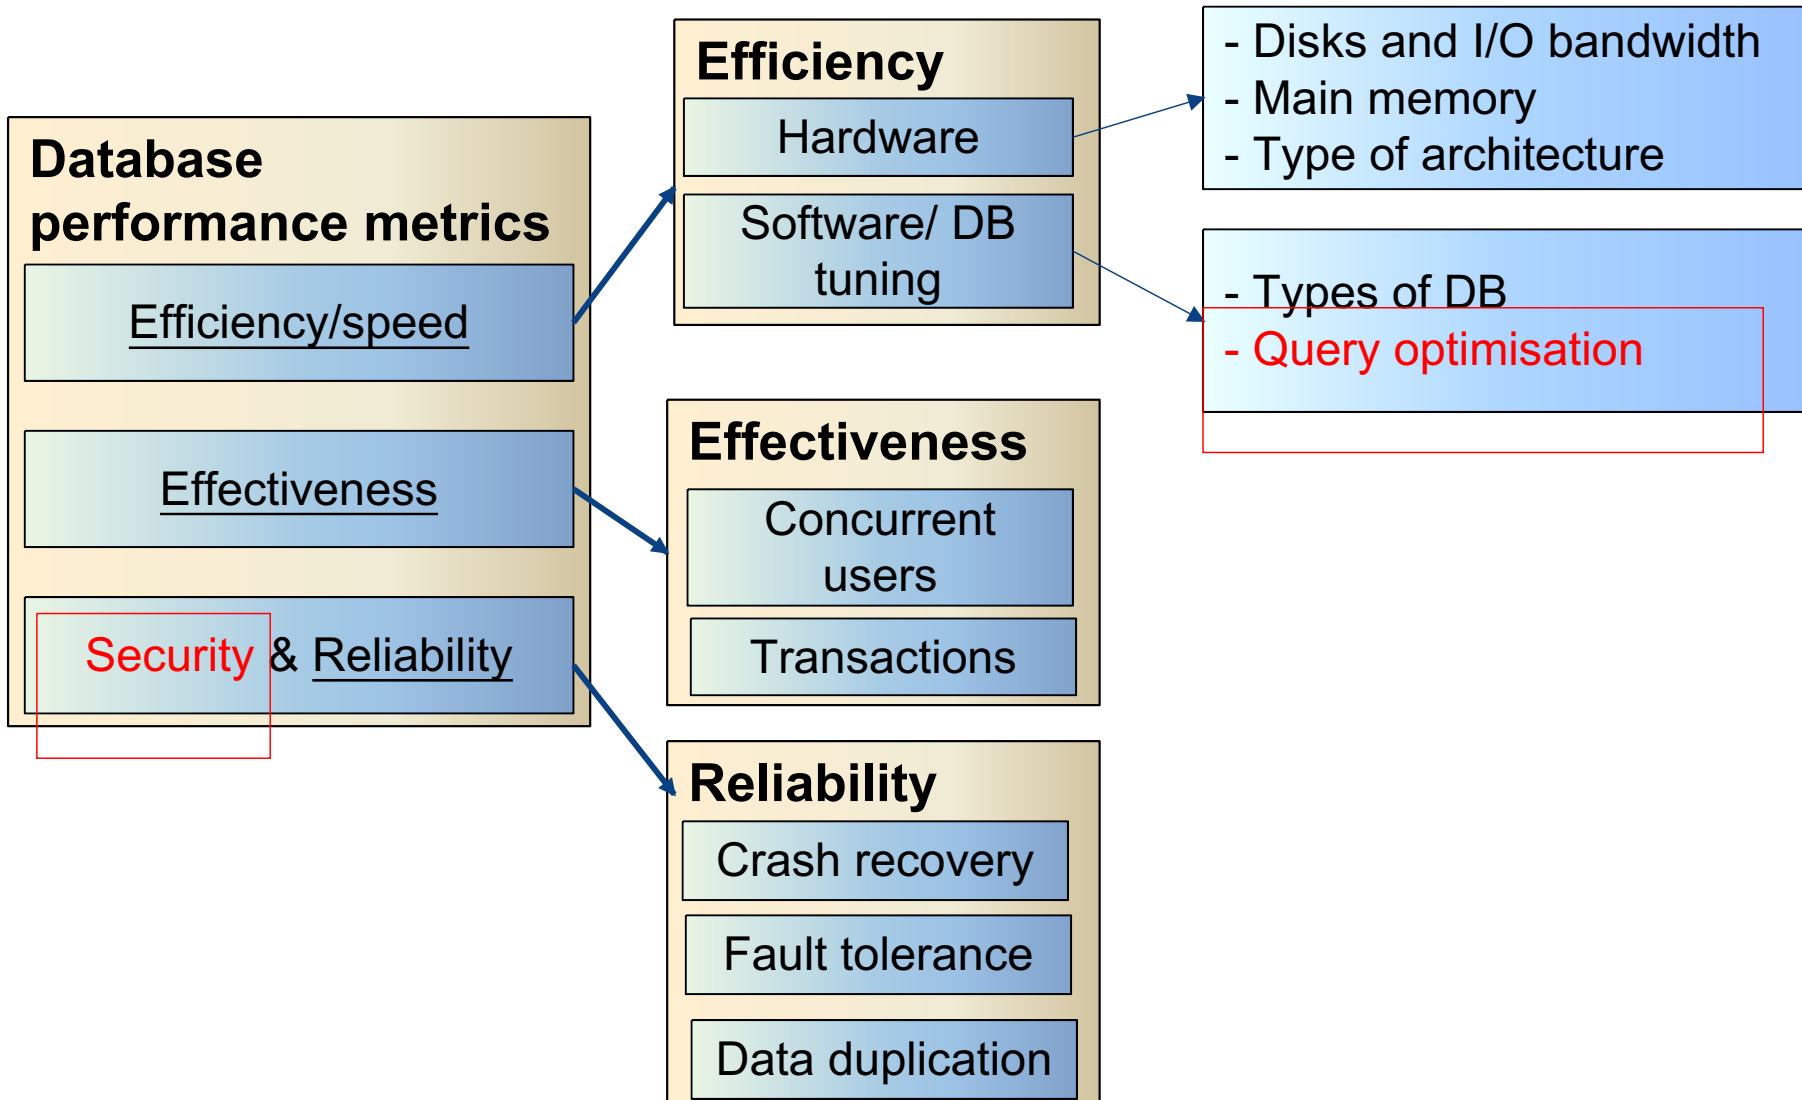 Database
performance metrics
Efficiency/speed
Effectiveness
Security & Reliability
Efficiency
Hardware
Software/ DB
tuning
Effectiveness
Concurrent
users
Transactions
Reliability
Crash recovery
Fault tolerance
Data duplication
- Disks and I/O bandwidth
- Main memory
- Type of architecture
- Types of DB
- Query optimisation